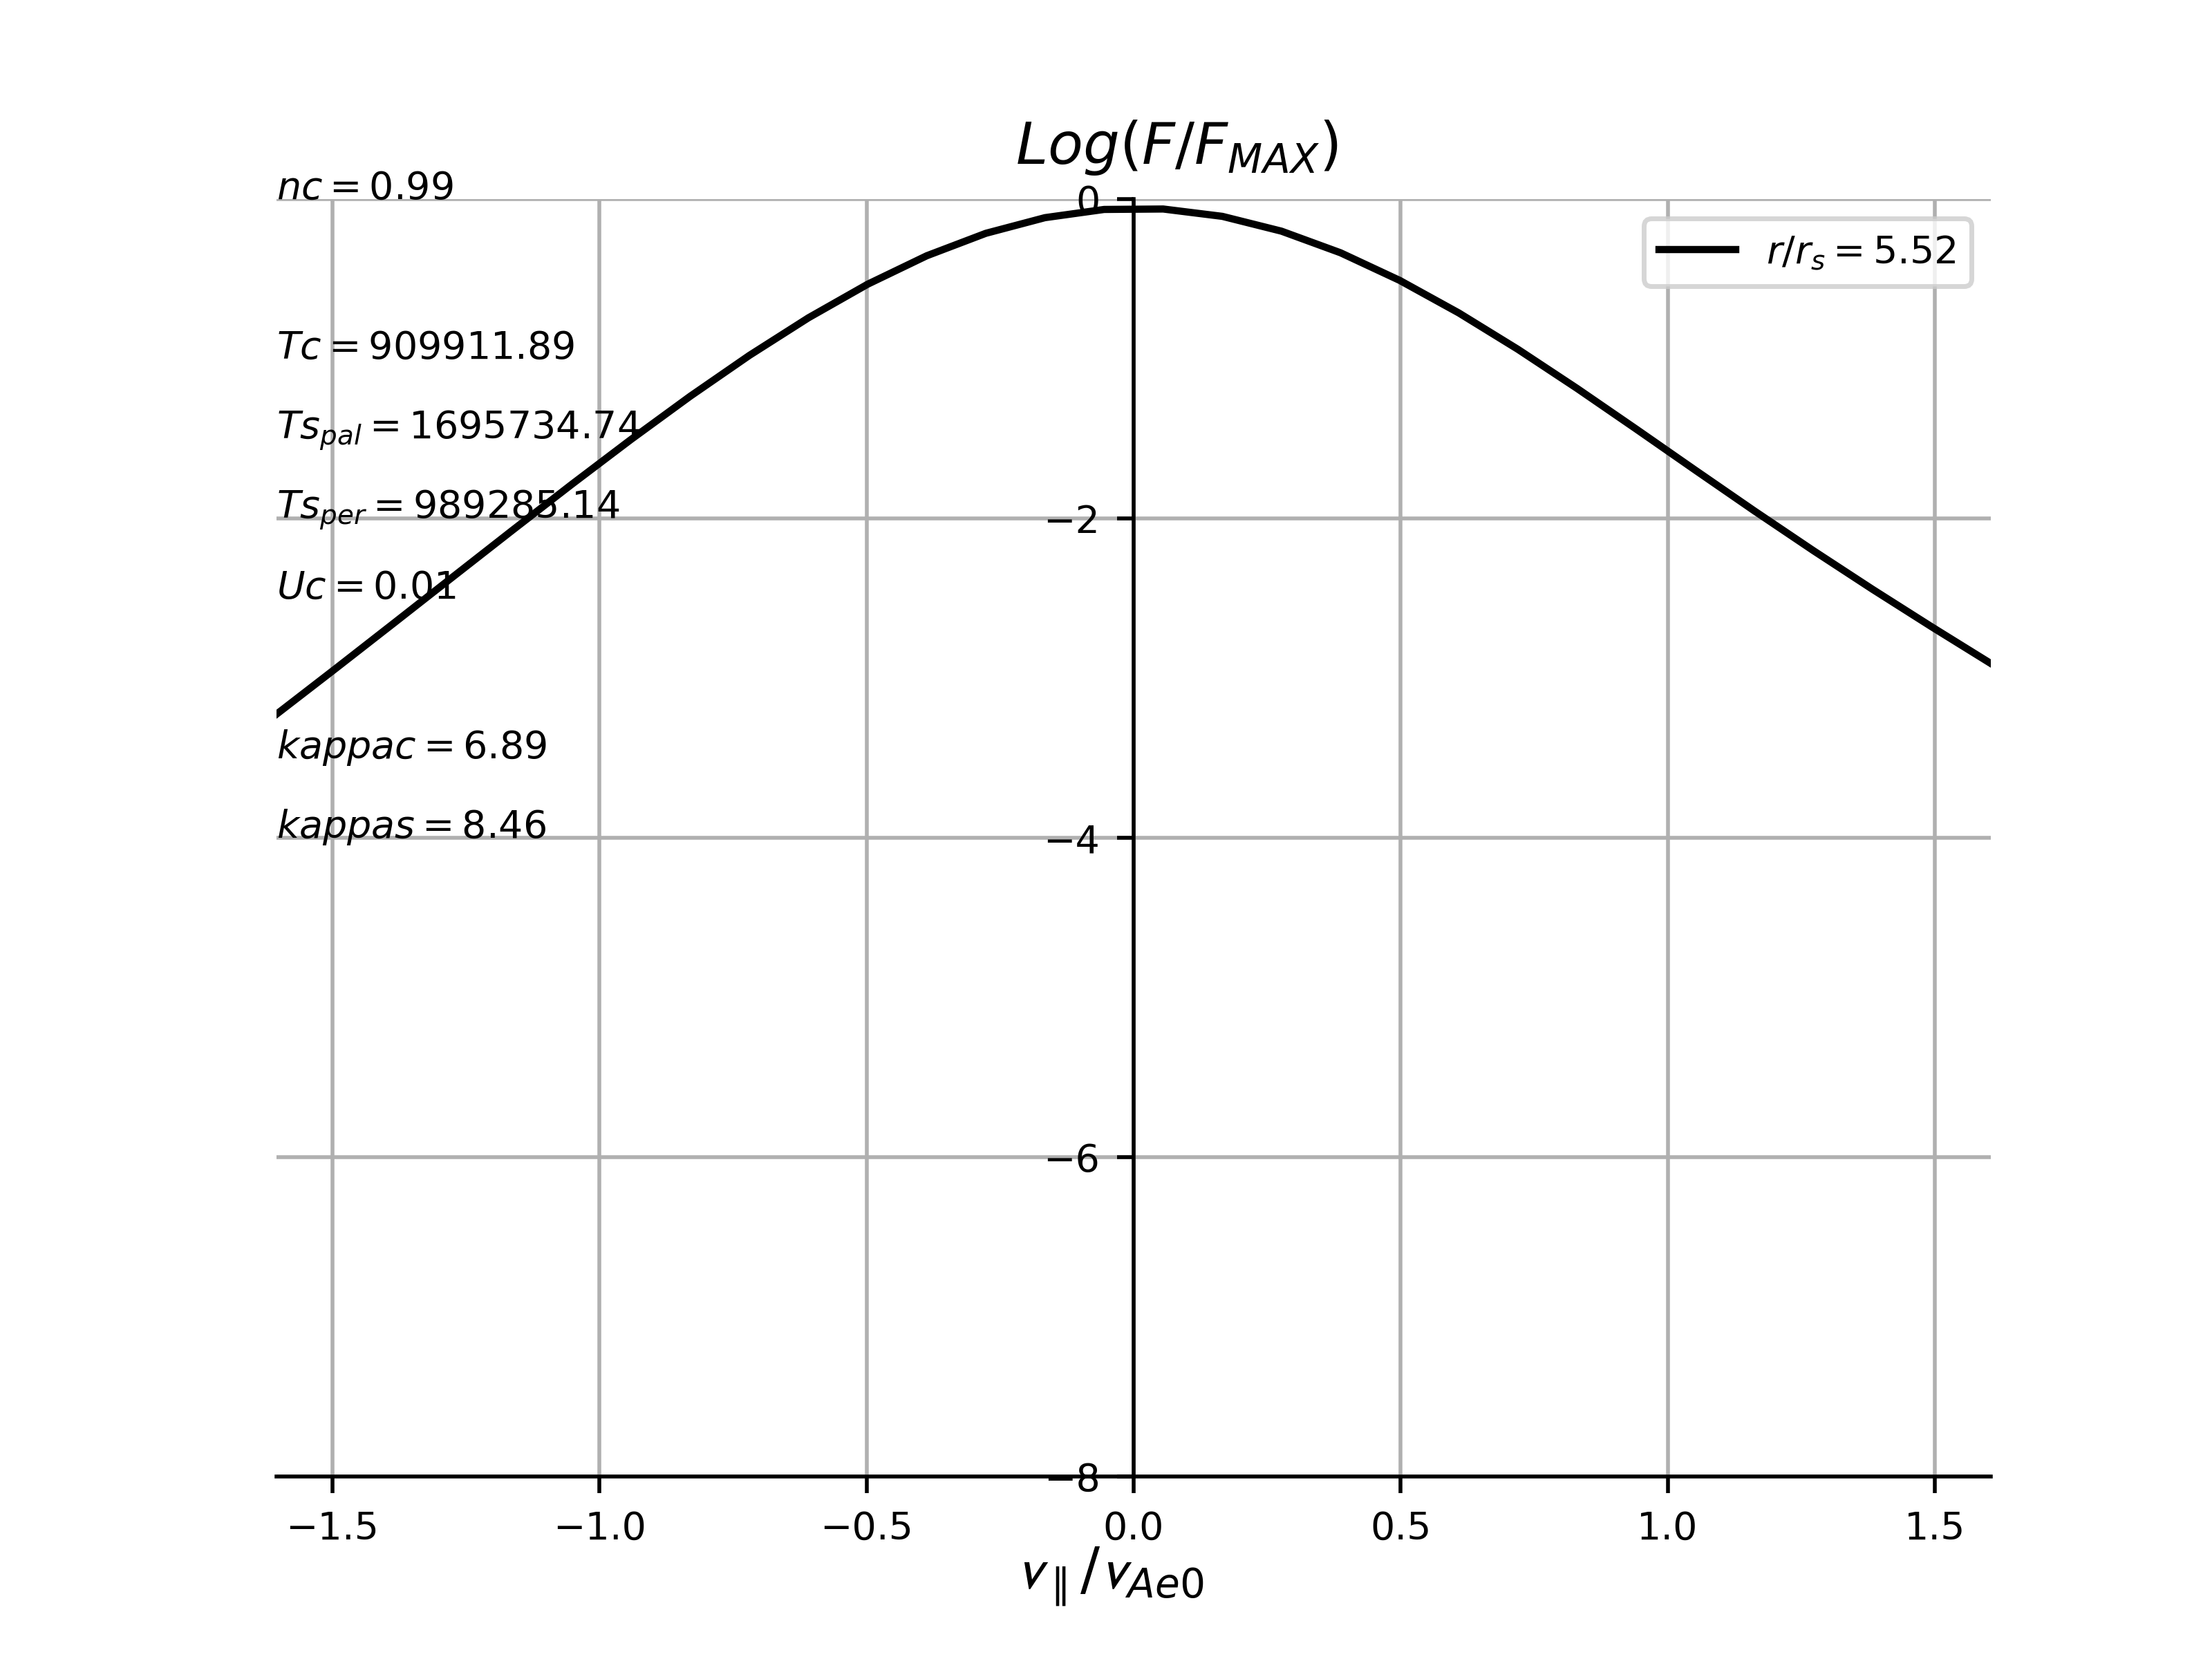 Log(F/F_MAX)
nc = 0.99
0
r/r_s = 5.52
Tc = 909911.89
Ts_pal = 1695734.74
Ts_per = 989285.14
−2
Uc = 0.01
kappac = 6.89
kappas = 8.46
−4
−6
−8
−1.5 −1.0 −0.5 0.0 0.5 1.0 1.5
v_∥/v_Ae0